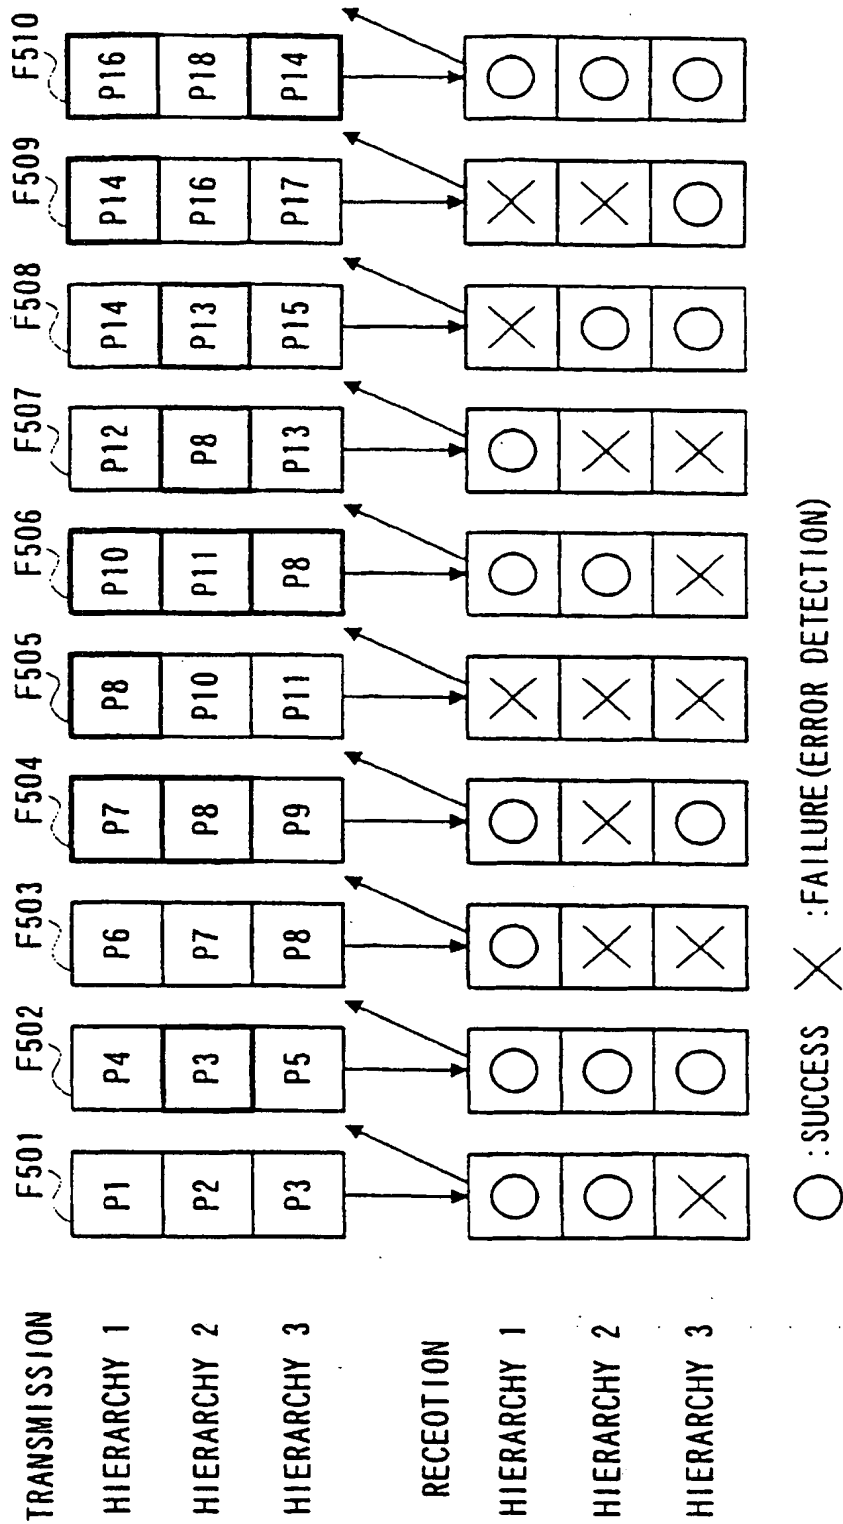 TRANSMISSION F501 F502 F503 F504 F505 F506 F507 F508 F509 F510
HIERARCHY 1 P1 P4 P6 P7 P8 P10 P12 P14 P14 P16
HIERARCHY 2 P2 P3 P7 P8 P10 P11 P8 P13 P16 P18
HIERARCHY 3 P3 P5 P8 P9 P11 P8 P13 P15 P17 P14
RECEOTION
HIERARCHY 1
HIERARCHY 2
HIERARCHY 3
:SUCCESS :FAILURE(ERROR DETECTION)